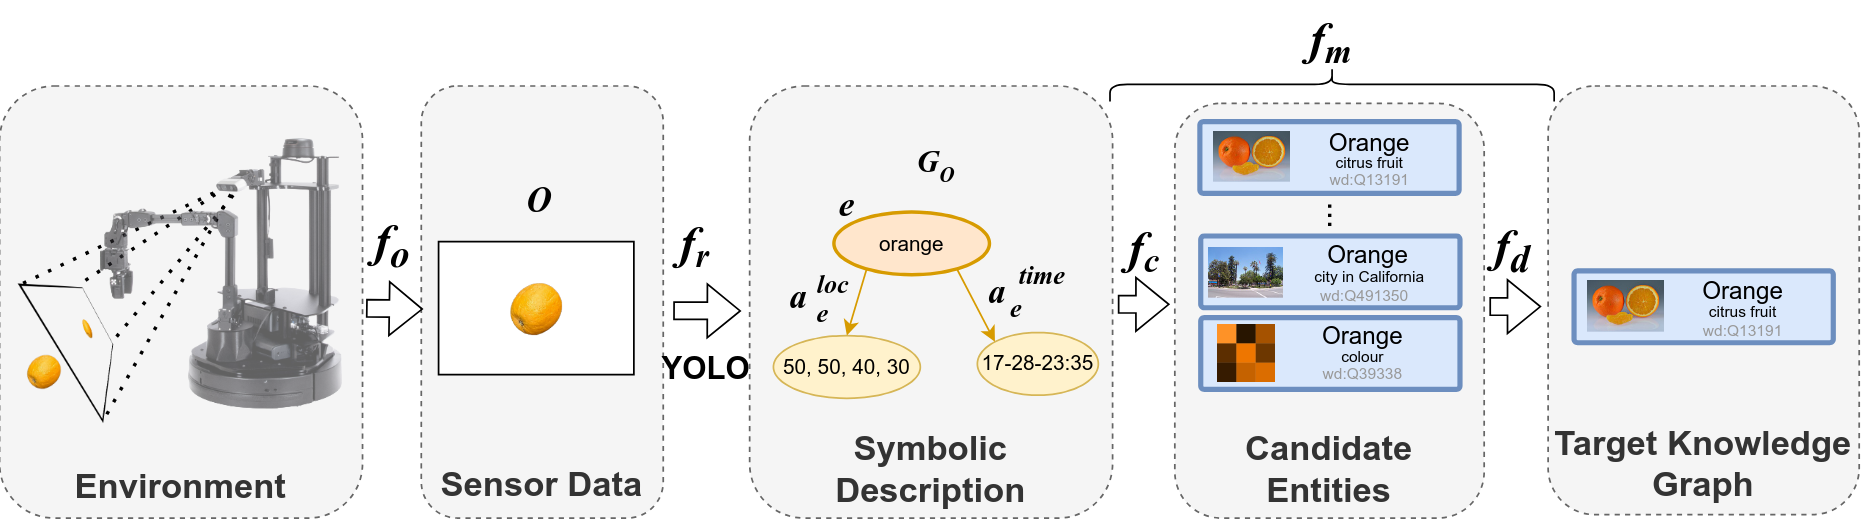 Environment
f_o
O
Sensor Data
f_r
YOLO
G_O
e
orange
a_e^loc
a_e^time
50, 50, 40, 30
17-28-23:35
Symbolic
Description
f_c
f_m
Orange
citrus fruit
wd:Q13191
⋮
Orange
city in California
wd:Q491350
Orange
colour
wd:Q39338
Candidate
Entities
f_d
Orange
citrus fruit
wd:Q13191
Target Knowledge
Graph